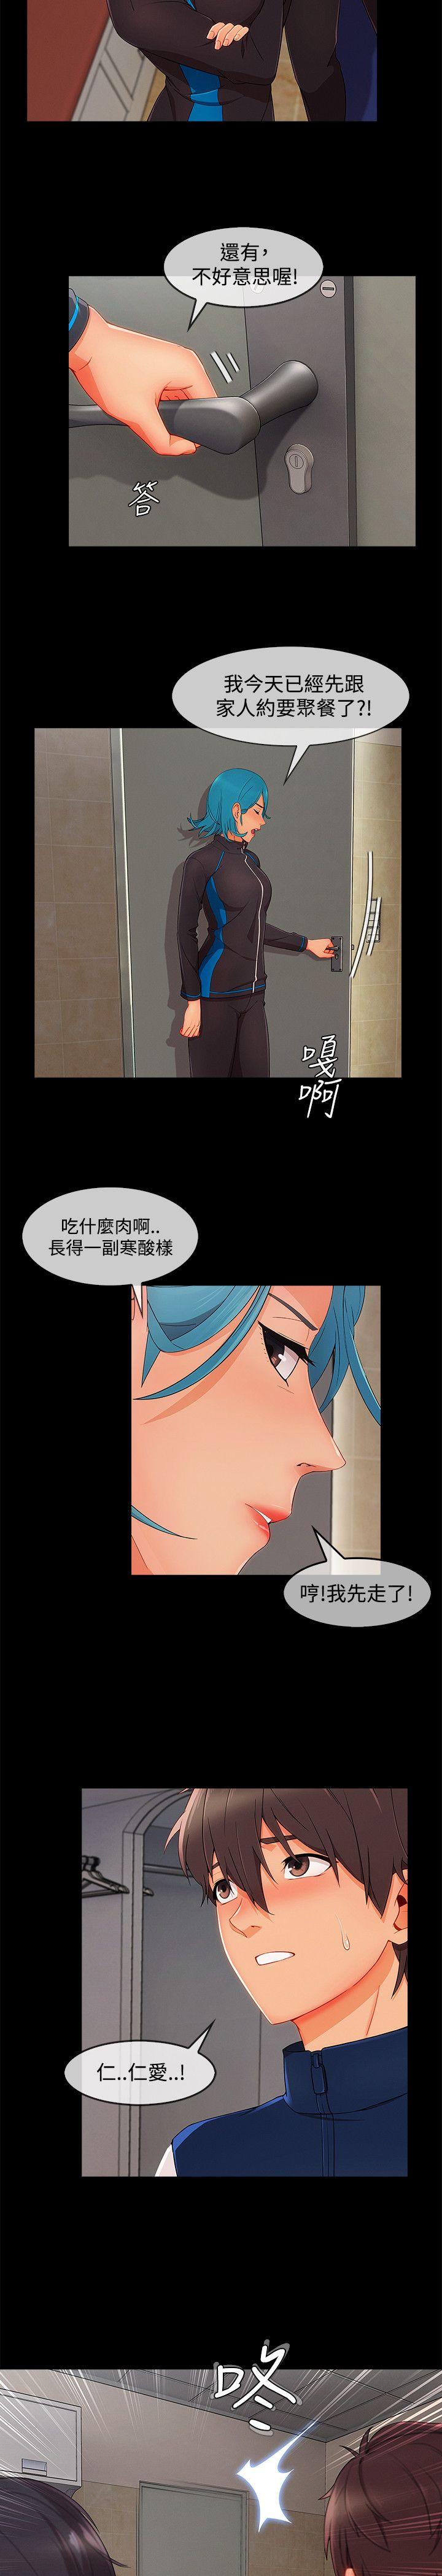 還有,
不好意思喔!
答
我今天已經先跟
家人約要聚餐了?!
嘎
啊
吃什麼肉啊..
長得一副寒酸樣
哼!我先走了!
仁..仁愛..!
咚